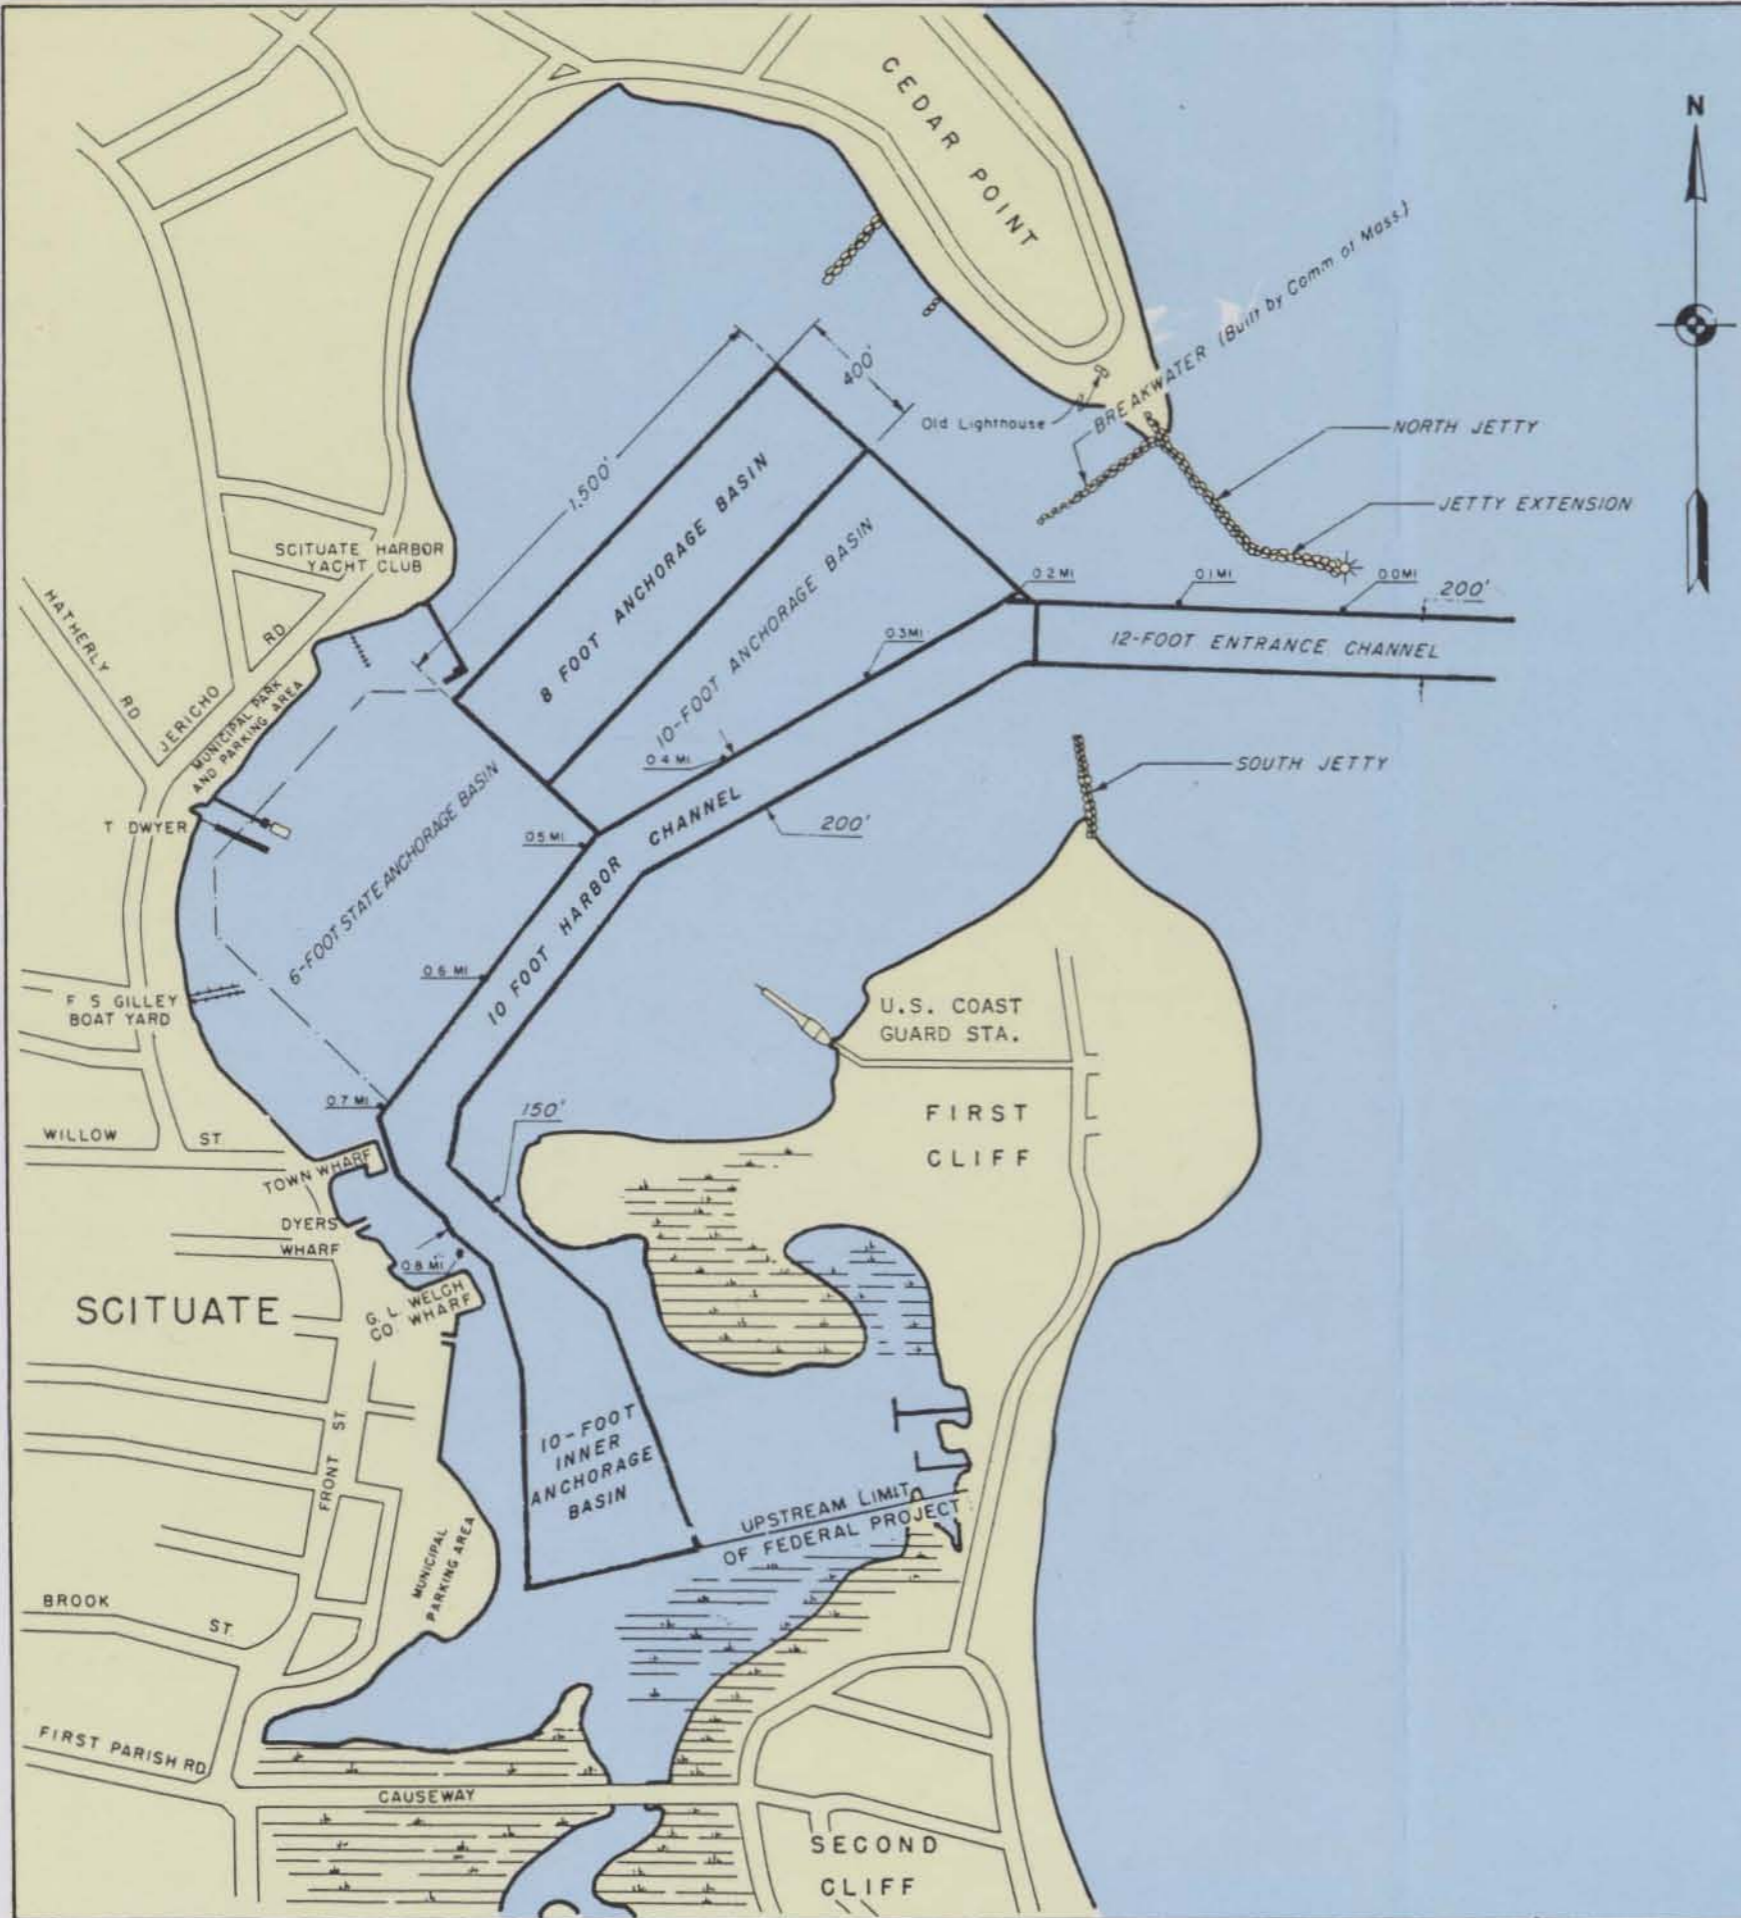 CEDAR POINT
N
BREAKWATER (Built by Comm of Mass.)
400'
Old Lighthouse
NORTH JETTY
1,500'
8 FOOT ANCHORAGE BASIN
JETTY EXTENSION
10-FOOT ANCHORAGE BASIN
SCITUATE HARBOR
YACHT CLUB
0.2 MI
0.1 MI
0.0 MI
200'
HATHERLY
RD
JERICHO
RD
0.3 MI
12-FOOT ENTRANCE CHANNEL
MUNICIPAL PARK
AND PARKING AREA
0.4 MI
SOUTH JETTY
6-FOOT STATE ANCHORAGE BASIN
T DWYER
0.5 MI
200'
10 FOOT HARBOR CHANNEL
0.6 MI
F S GILLEY
BOAT YARD
U.S. COAST
GUARD STA.
0.7 MI
150'
FIRST
CLIFF
WILLOW ST
TOWN WHARF
DYERS
WHARF
0.8 MI
G. L. WELCH
CO. WHARF
SCITUATE
FRONT ST
10-FOOT
INNER
ANCHORAGE
BASIN
UPSTREAM LIMIT
OF FEDERAL PROJECT
MUNICIPAL
PARKING AREA
BROOK
ST.
FIRST PARISH RD
CAUSEWAY
SECOND
CLIFF